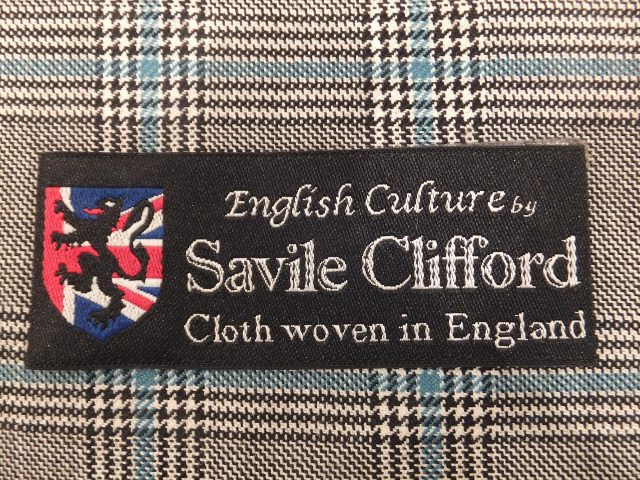 English Culture by
Savile Clifford
Cloth woven in England